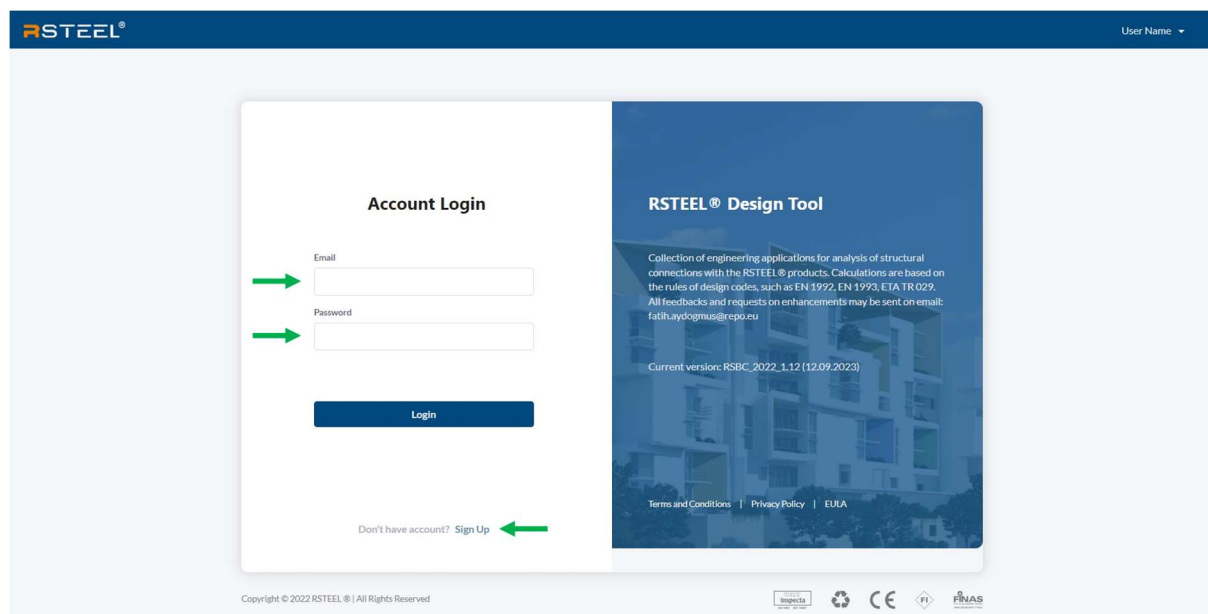 RSTEEL®
User Name
Account Login
Email
Password
Login
Don't have account? Sign Up
RSTEEL® Design Tool
Collection of engineering applications for analysis of structural
connections with the RSTEEL® products. Calculations are based on
the rules of design codes, such as EN 1992, EN 1993, ETA TR 029.
All feedbacks and requests on enhancements may be sent on email:
fatih.aydogmus@repo.eu
Current version: RSBC_2022_1.12 (12.09.2023)
Terms and Conditions | Privacy Policy | EULA
Copyright © 2022 RSTEEL ® | All Rights Reserved
Inspecta
CE
FI
FINAS